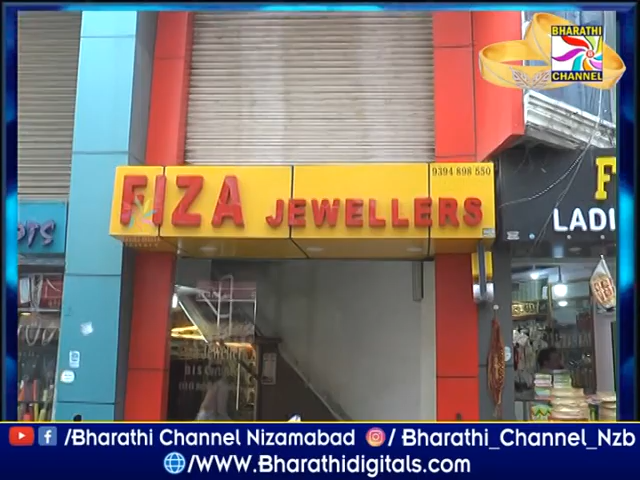 BHARATHI
CHANNEL
9394 898 550
FIZA JEWELLERS
LADI
/Bharathi Channel Nizamabad / Bharathi_Channel_Nzb
/WWW.Bharathidigitals.com